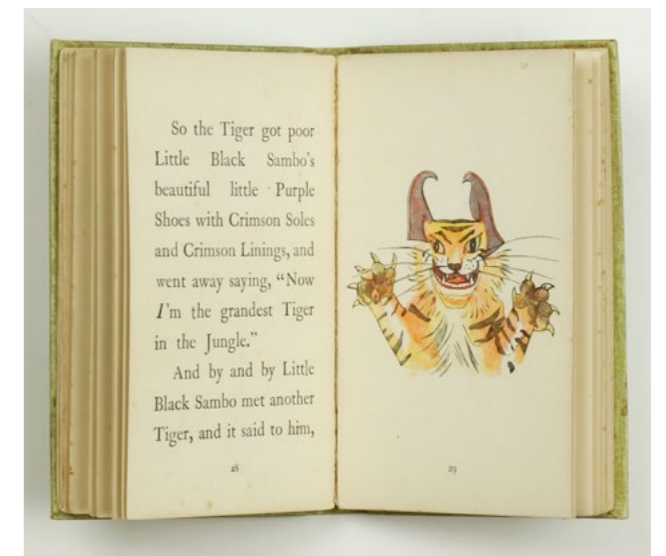 So the Tiger got poor
Little Black Sambo's
beautiful little Purple
Shoes with Crimson Soles
and Crimson Linings, and
went away saying, “Now
I'm the grandest Tiger
in the Jungle.”
And by and by Little
Black Sambo met another
Tiger, and it said to him,
28
29